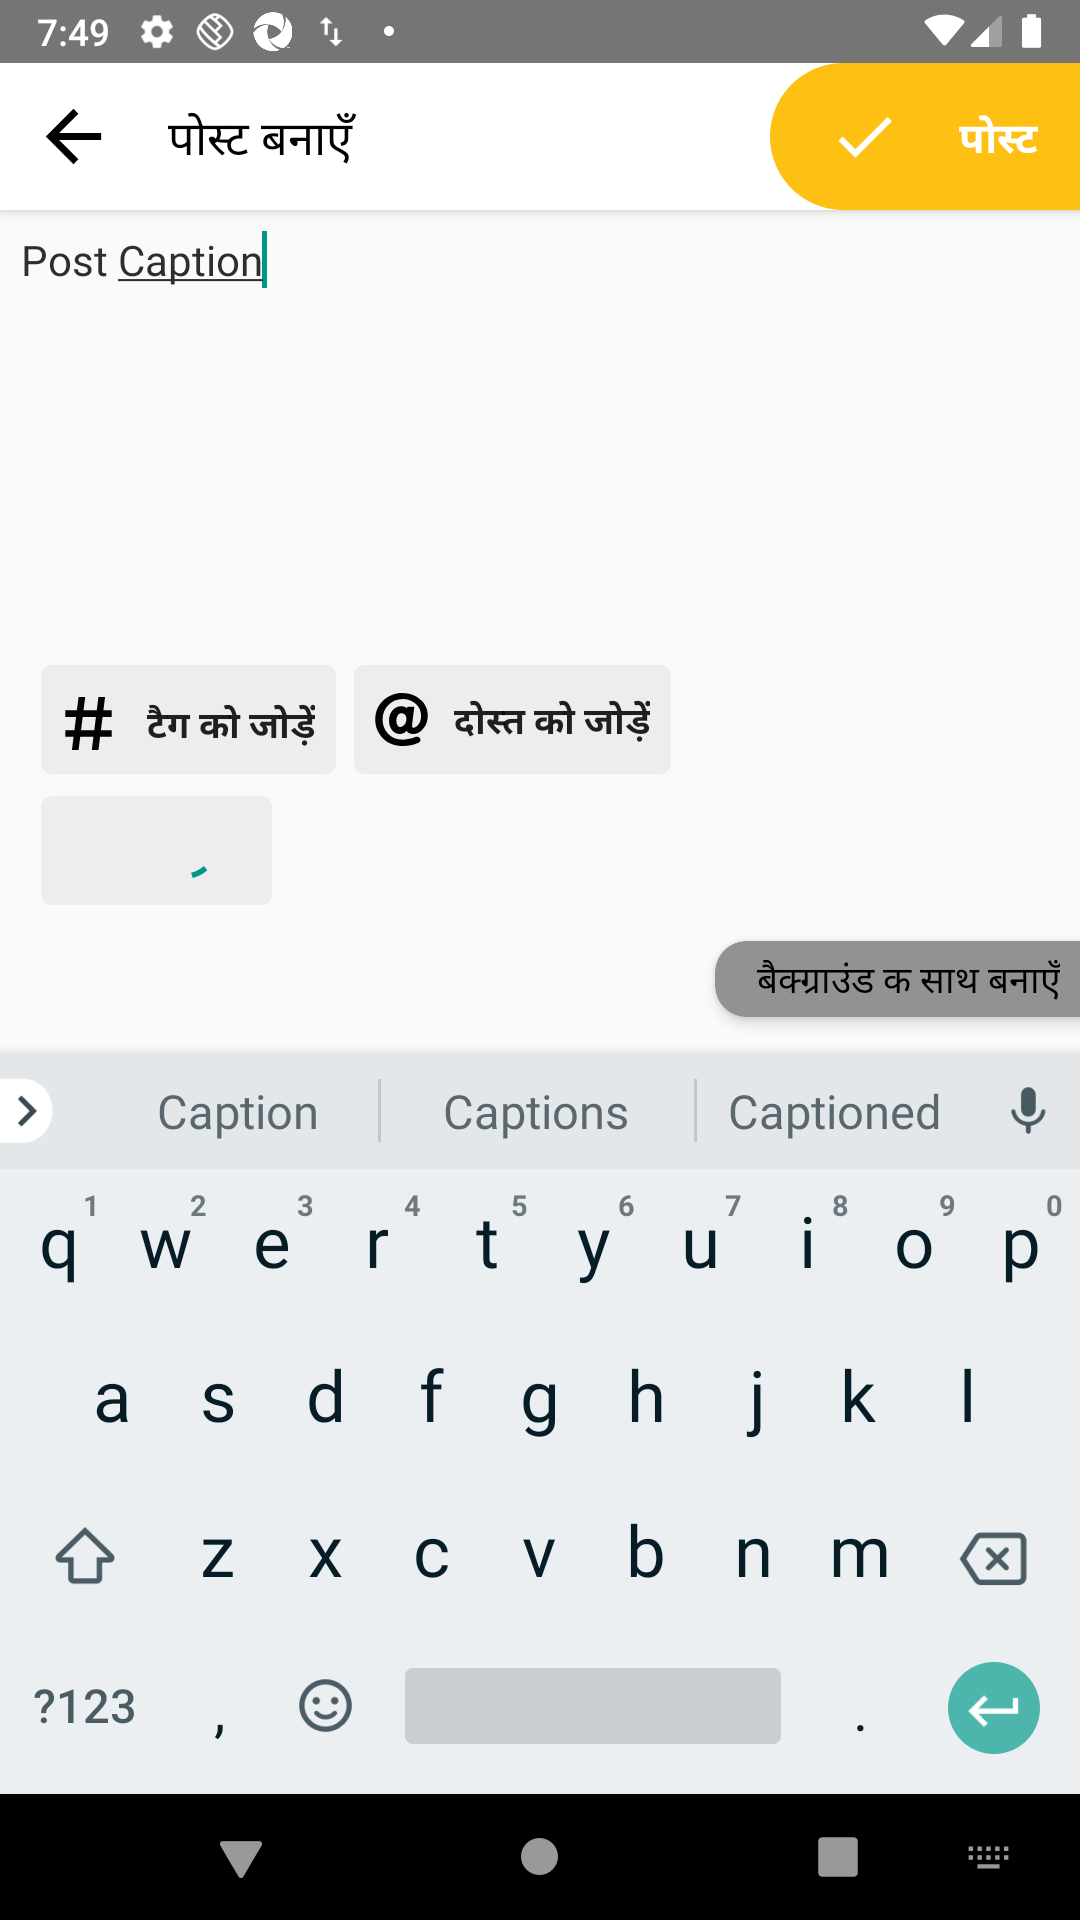 7:49
पोस्ट बनाएँ
पोस्ट
Post Caption
# टैग को जोड़ें
@ दोस्त को जोड़ें
बैकग्राउंड क साथ बनाएँ
Caption Captions Captioned
1 2 3 4 5 6 7 8 9 0
q w e r t y u i o p
a s d f g h j k l
z x c v b n m
?123 , .